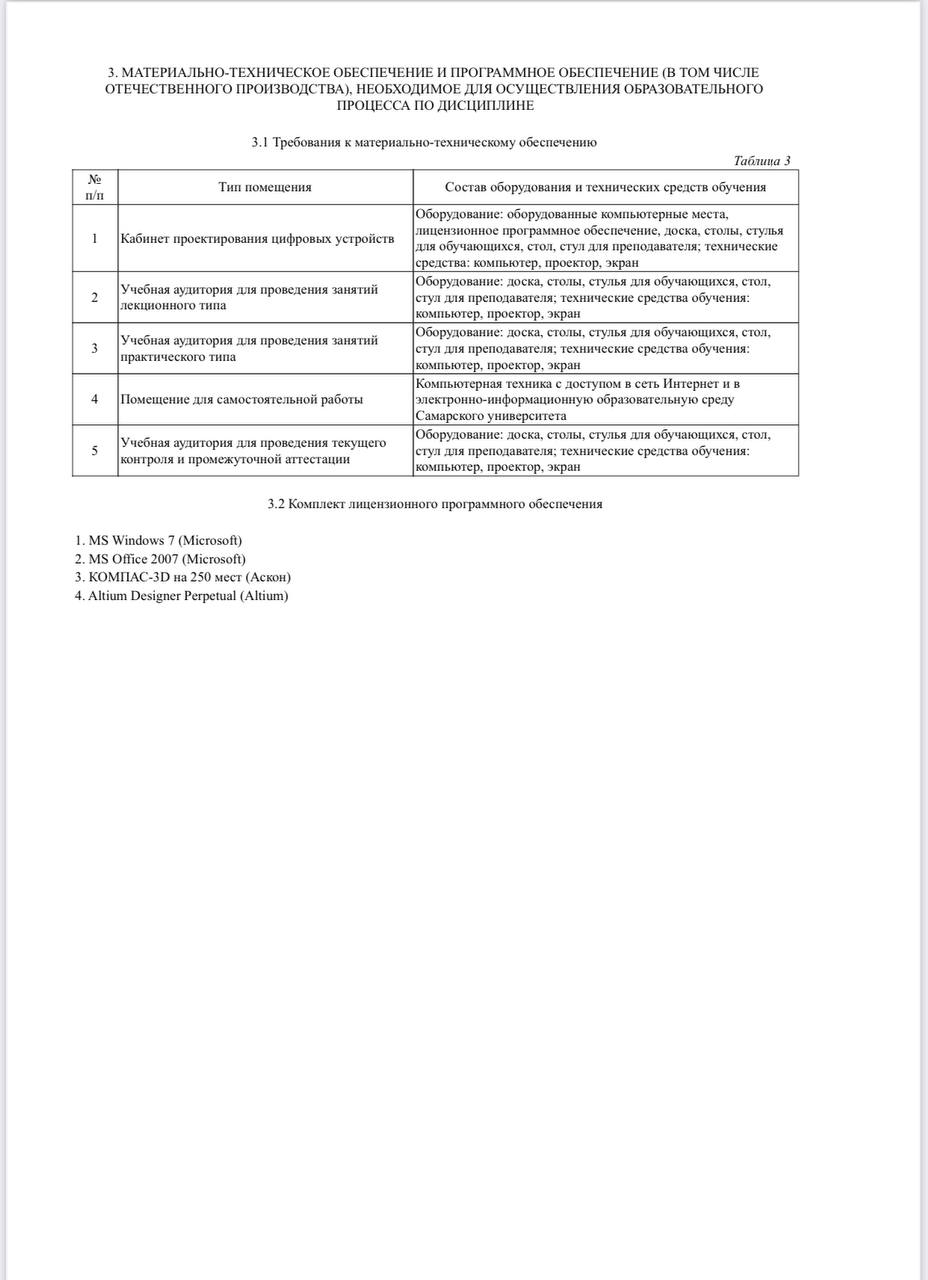 3. МАТЕРИАЛЬНО-ТЕХНИЧЕСКОЕ ОБЕСПЕЧЕНИЕ И ПРОГРАММНОЕ ОБЕСПЕЧЕНИЕ (В ТОМ ЧИСЛЕ
ОТЕЧЕСТВЕННОГО ПРОИЗВОДСТВА), НЕОБХОДИМОЕ ДЛЯ ОСУЩЕСТВЛЕНИЯ ОБРАЗОВАТЕЛЬНОГО
ПРОЦЕССА ПО ДИСЦИПЛИНЕ
3.1 Требования к материально-техническому обеспечению
Таблица 3
№
п/п
Тип помещения
Состав оборудования и технических средств обучения
1
Кабинет проектирования цифровых устройств
Оборудование: оборудованные компьютерные места,
лицензионное программное обеспечение, доска, столы, стулья
для обучающихся, стол, стул для преподавателя; технические
средства: компьютер, проектор, экран
2
Учебная аудитория для проведения занятий
лекционного типа
Оборудование: доска, столы, стулья для обучающихся, стол,
стул для преподавателя; технические средства обучения:
компьютер, проектор, экран
3
Учебная аудитория для проведения занятий
практического типа
Оборудование: доска, столы, стулья для обучающихся, стол,
стул для преподавателя; технические средства обучения:
компьютер, проектор, экран
4
Помещение для самостоятельной работы
Компьютерная техника с доступом в сеть Интернет и в
электронно-информационную образовательную среду
Самарского университета
5
Учебная аудитория для проведения текущего
контроля и промежуточной аттестации
Оборудование: доска, столы, стулья для обучающихся, стол,
стул для преподавателя; технические средства обучения:
компьютер, проектор, экран
3.2 Комплект лицензионного программного обеспечения
1. MS Windows 7 (Microsoft)
2. MS Office 2007 (Microsoft)
3. КОМПАС-3D на 250 мест (Аскон)
4. Altium Designer Perpetual (Altium)